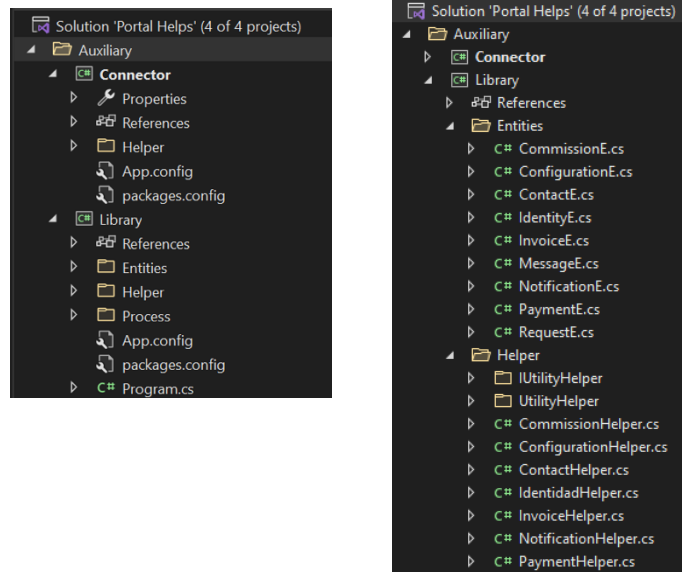 Solution 'Portal Helps' (4 of 4 projects)
Auxiliary
C# Connector
Properties
References
Helper
App.config
packages.config
C# Library
References
Entities
Helper
Process
App.config
packages.config
C# Program.cs
Solution 'Portal Helps' (4 of 4 projects)
Auxiliary
C# Connector
C# Library
References
Entities
C# CommissionE.cs
C# ConfigurationE.cs
C# ContactE.cs
C# IdentityE.cs
C# InvoiceE.cs
C# MessageE.cs
C# NotificationE.cs
C# PaymentE.cs
C# RequestE.cs
Helper
IUtilityHelper
UtilityHelper
C# CommissionHelper.cs
C# ConfigurationHelper.cs
C# ContactHelper.cs
C# IdentidadHelper.cs
C# InvoiceHelper.cs
C# NotificationHelper.cs
C# PaymentHelper.cs